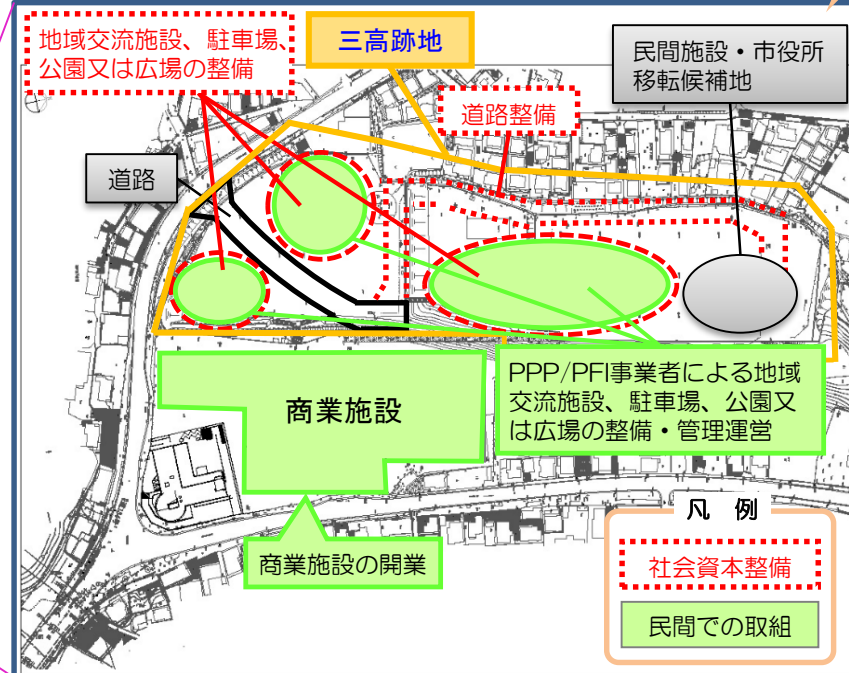 地域交流施設、駐車場、
公園又は広場の整備
三高跡地
民間施設・市役所
移転候補地
道路整備
道路
PPP/PFI事業者による地域
交流施設、駐車場、公園又
は広場の整備・管理運営
商業施設
商業施設の開業
凡　例
社会資本整備
民間での取組